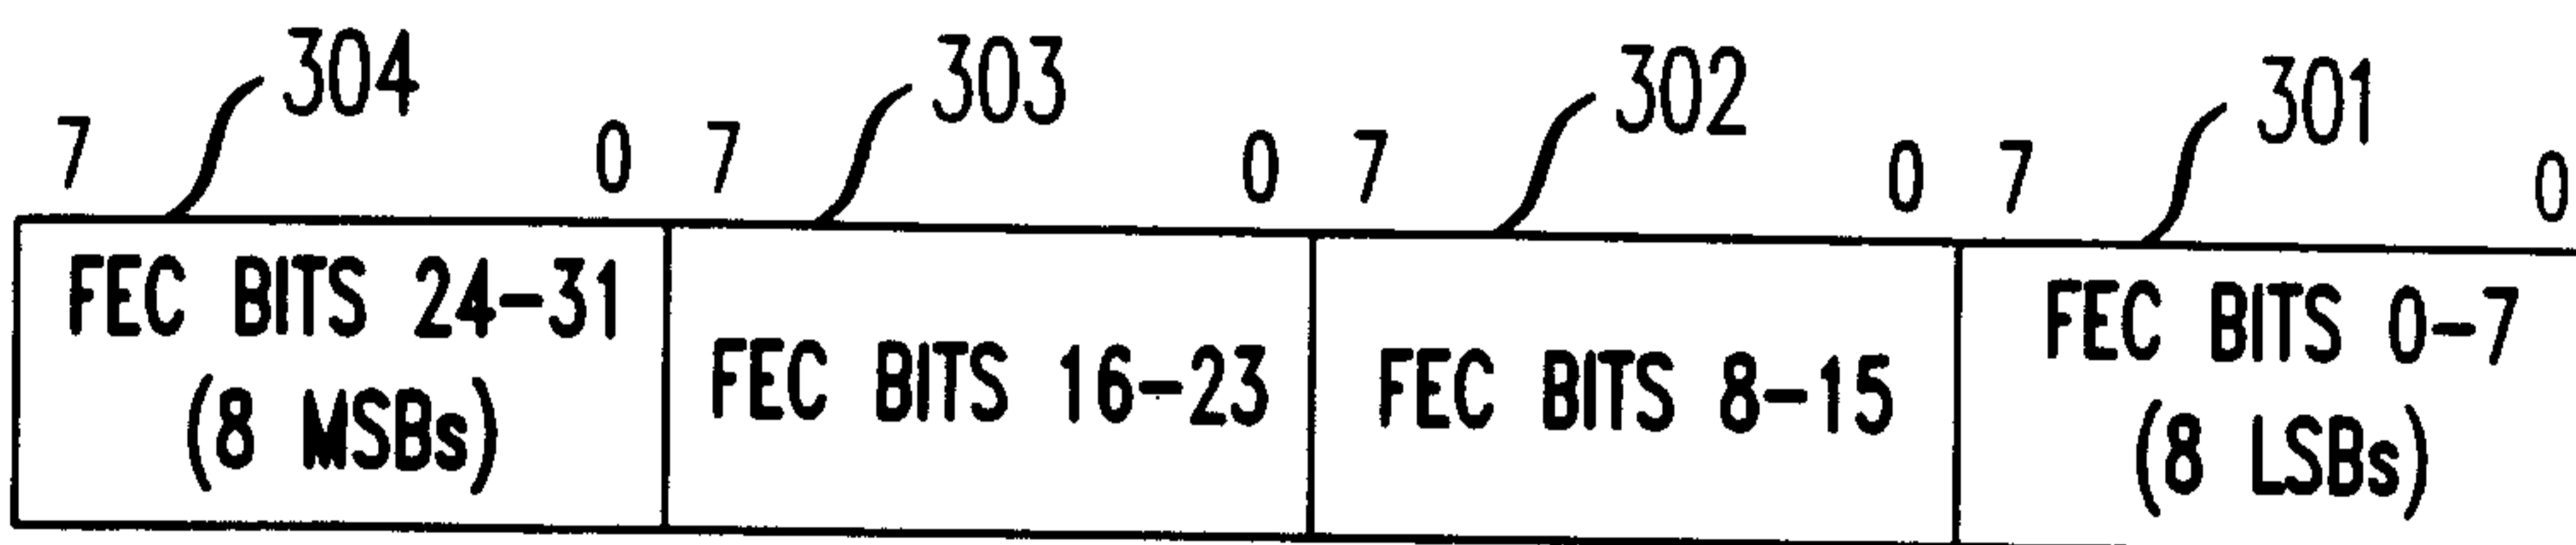 304 303 302 301
7 0 7 0 7 0 7 0
FEC BITS 24-31
(8 MSBs)
FEC BITS 16-23
FEC BITS 8-15
FEC BITS 0-7
(8 LSBs)